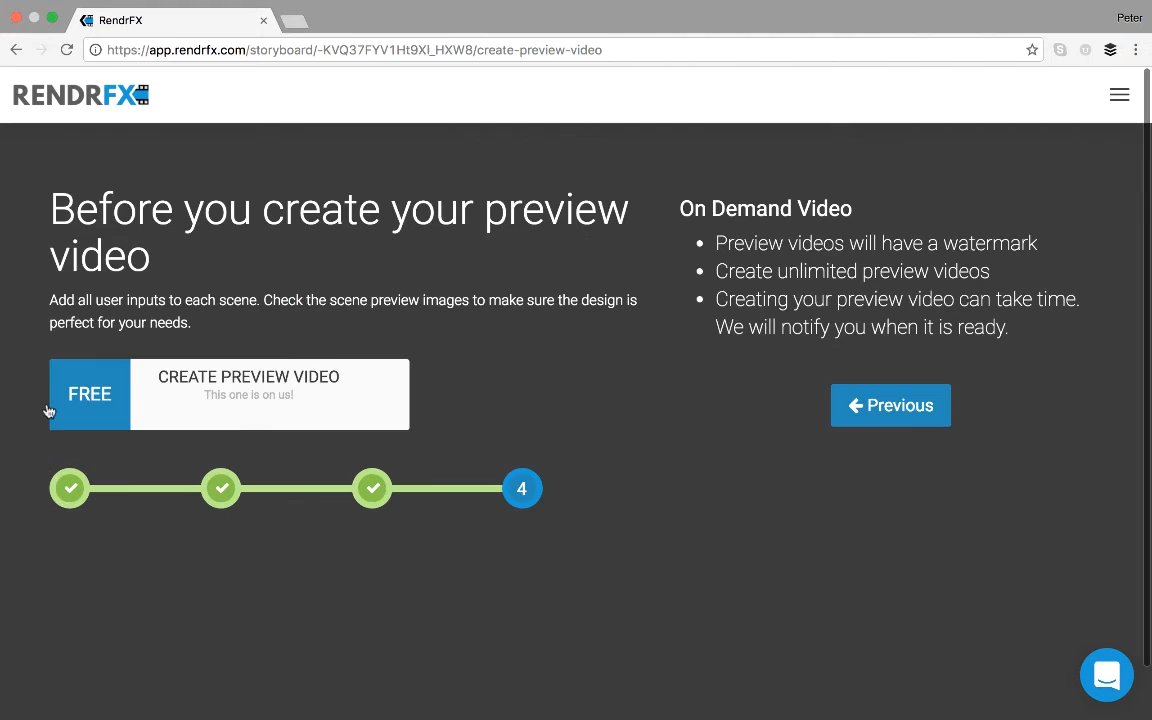 RendrFX
Peter
https://app.rendrfx.com/storyboard/-KVQ37FYV1Ht9Xl_HXW8/create-preview-video
RENDRFX
Before you create your preview
video
Add all user inputs to each scene. Check the scene preview images to make sure the design is
perfect for your needs.
FREE
CREATE PREVIEW VIDEO
This one is on us!
4
On Demand Video
• Preview videos will have a watermark
• Create unlimited preview videos
• Creating your preview video can take time.
We will notify you when it is ready.
Previous